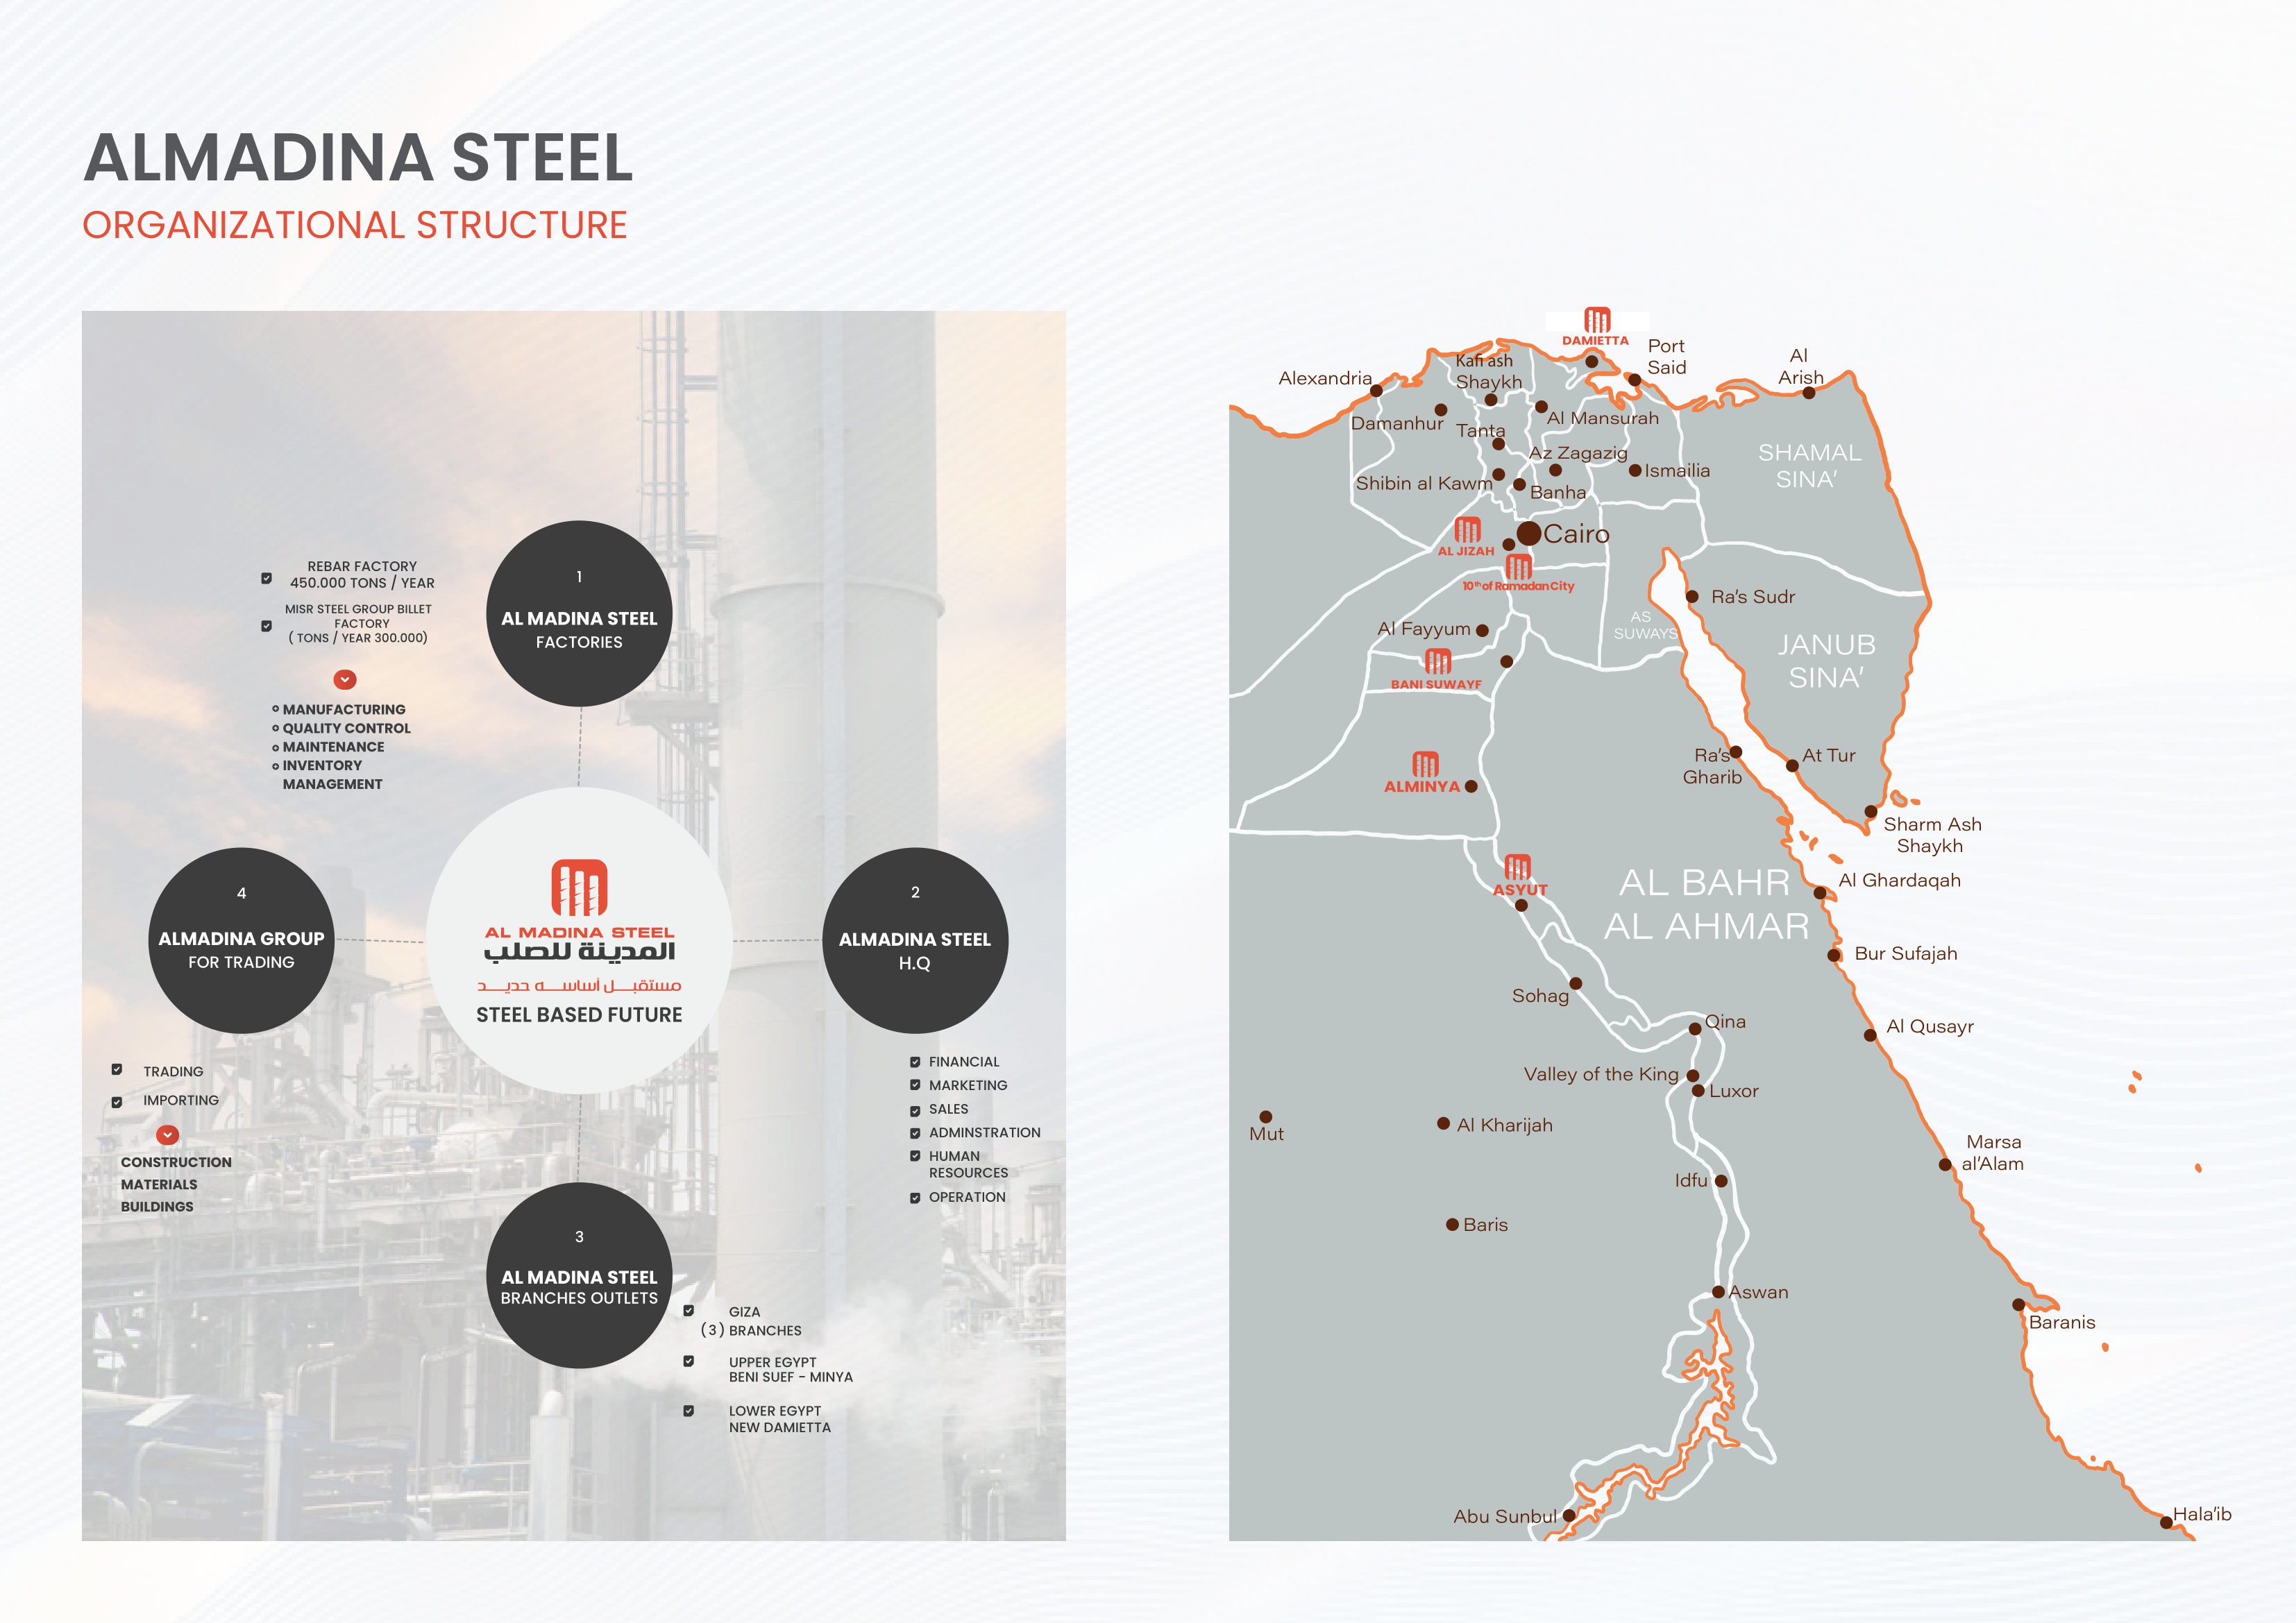 ALMADINA STEEL
ORGANIZATIONAL STRUCTURE
1
AL MADINA STEEL
FACTORIES
REBAR FACTORY
450.000 TONS / YEAR
MISR STEEL GROUP BILLET
FACTORY
( TONS / YEAR 300.000)
MANUFACTURING
QUALITY CONTROL
MAINTENANCE
INVENTORY
MANAGEMENT
4
ALMADINA GROUP
FOR TRADING
AL MADINA STEEL
المدينة للصلب
مستقبل أساسه حديد
STEEL BASED FUTURE
2
ALMADINA STEEL
H.Q
TRADING
IMPORTING
CONSTRUCTION
MATERIALS
BUILDINGS
FINANCIAL
MARKETING
SALES
ADMINSTRATION
HUMAN
RESOURCES
OPERATION
3
AL MADINA STEEL
BRANCHES OUTLETS
GIZA
(3) BRANCHES
UPPER EGYPT
BENI SUEF - MINYA
LOWER EGYPT
NEW DAMIETTA
DAMIETTA
Port
Said
Al
Arish
Kafi ash
Shaykh
Alexandria
Damanhur
Tanta
Al Mansurah
Az Zagazig
Ismailia
Shibin al Kawm
Banha
SHAMAL
SINA'
Cairo
AL JIZAH
10th of Ramadan City
Ra's Sudr
AS
SUWAYS
Al Fayyum
JANUB
SINA'
BANI SUWAYF
Ra's
Gharib
At Tur
ALMINYA
Sharm Ash
Shaykh
ASYUT
AL BAHR
AL AHMAR
Al Ghardaqah
Bur Sufajah
Sohag
Qina
Al Qusayr
Valley of the King
Luxor
Mut
Al Kharijah
Marsa
al'Alam
Idfu
Baris
Aswan
Baranis
Abu Sunbul
Hala'ib